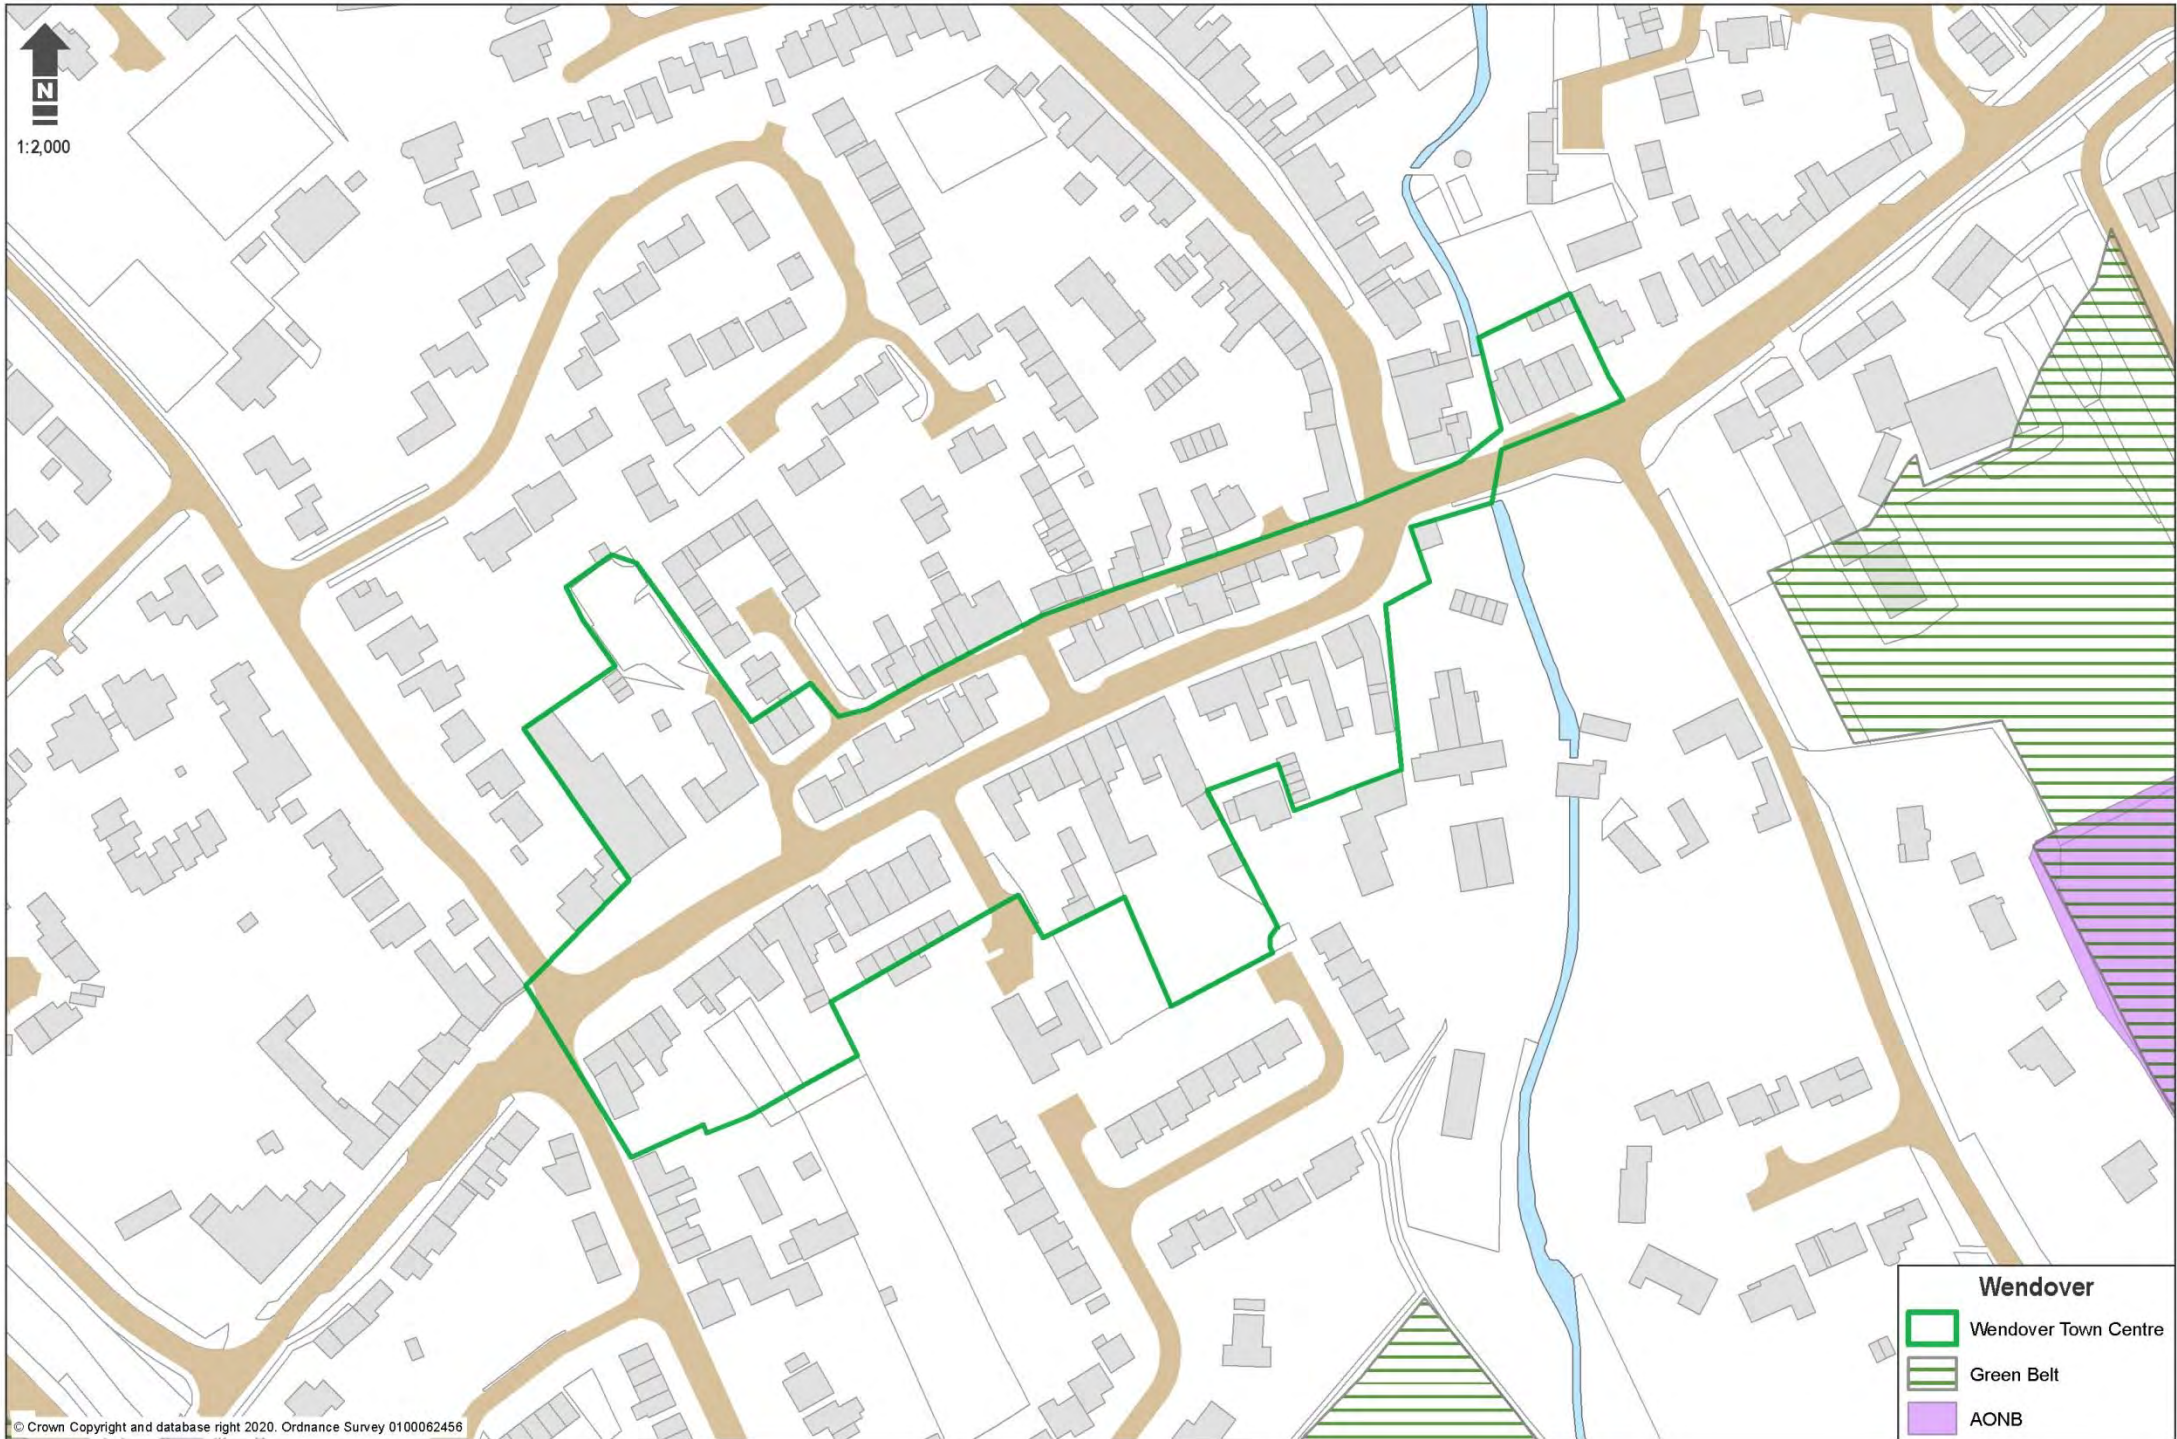 N
1:2,000
Wendover
Wendover Town Centre
Green Belt
AONB
© Crown Copyright and database right 2020. Ordnance Survey 0100062456